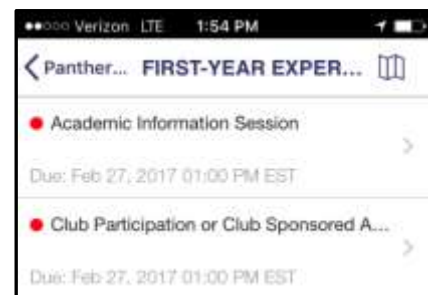 Verizon LTE 1:54 PM
Panther... FIRST-YEAR EXPER...
Academic Information Session
Due: Feb 27, 2017 01:00 PM EST
Club Participation or Club Sponsored A...
Due: Feb 27, 2017 01:00 PM EST